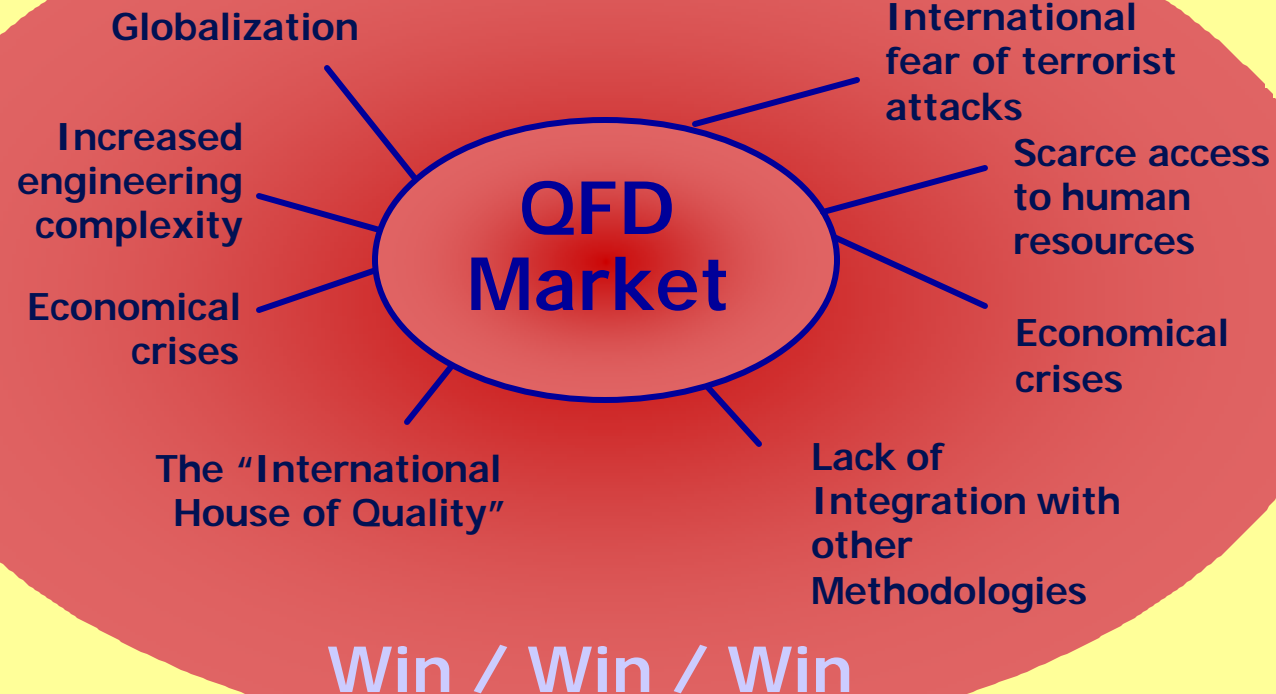 Globalization
Increased
engineering
complexity
Economical
crises
The “International
House of Quality”
QFD
Market
International
fear of terrorist
attacks
Scarce access
to human
resources
Economical
crises
Lack of
Integration with
other
Methodologies
Win / Win / Win